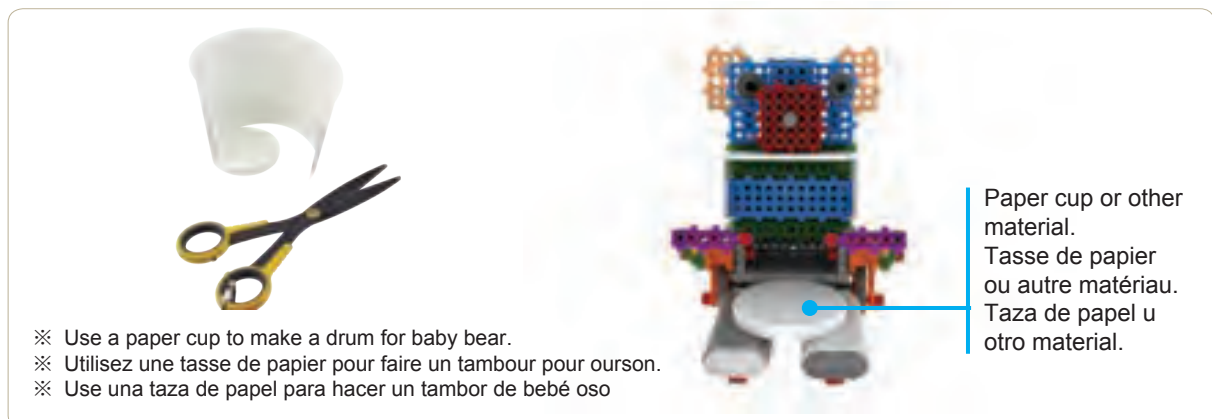 Paper cup or other
material.
Tasse de papier
ou autre matériau.
Taza de papel u
otro material.
※ Use a paper cup to make a drum for baby bear.
※ Utilisez une tasse de papier pour faire un tambour pour ourson.
※ Use una taza de papel para hacer un tambor de bebé oso